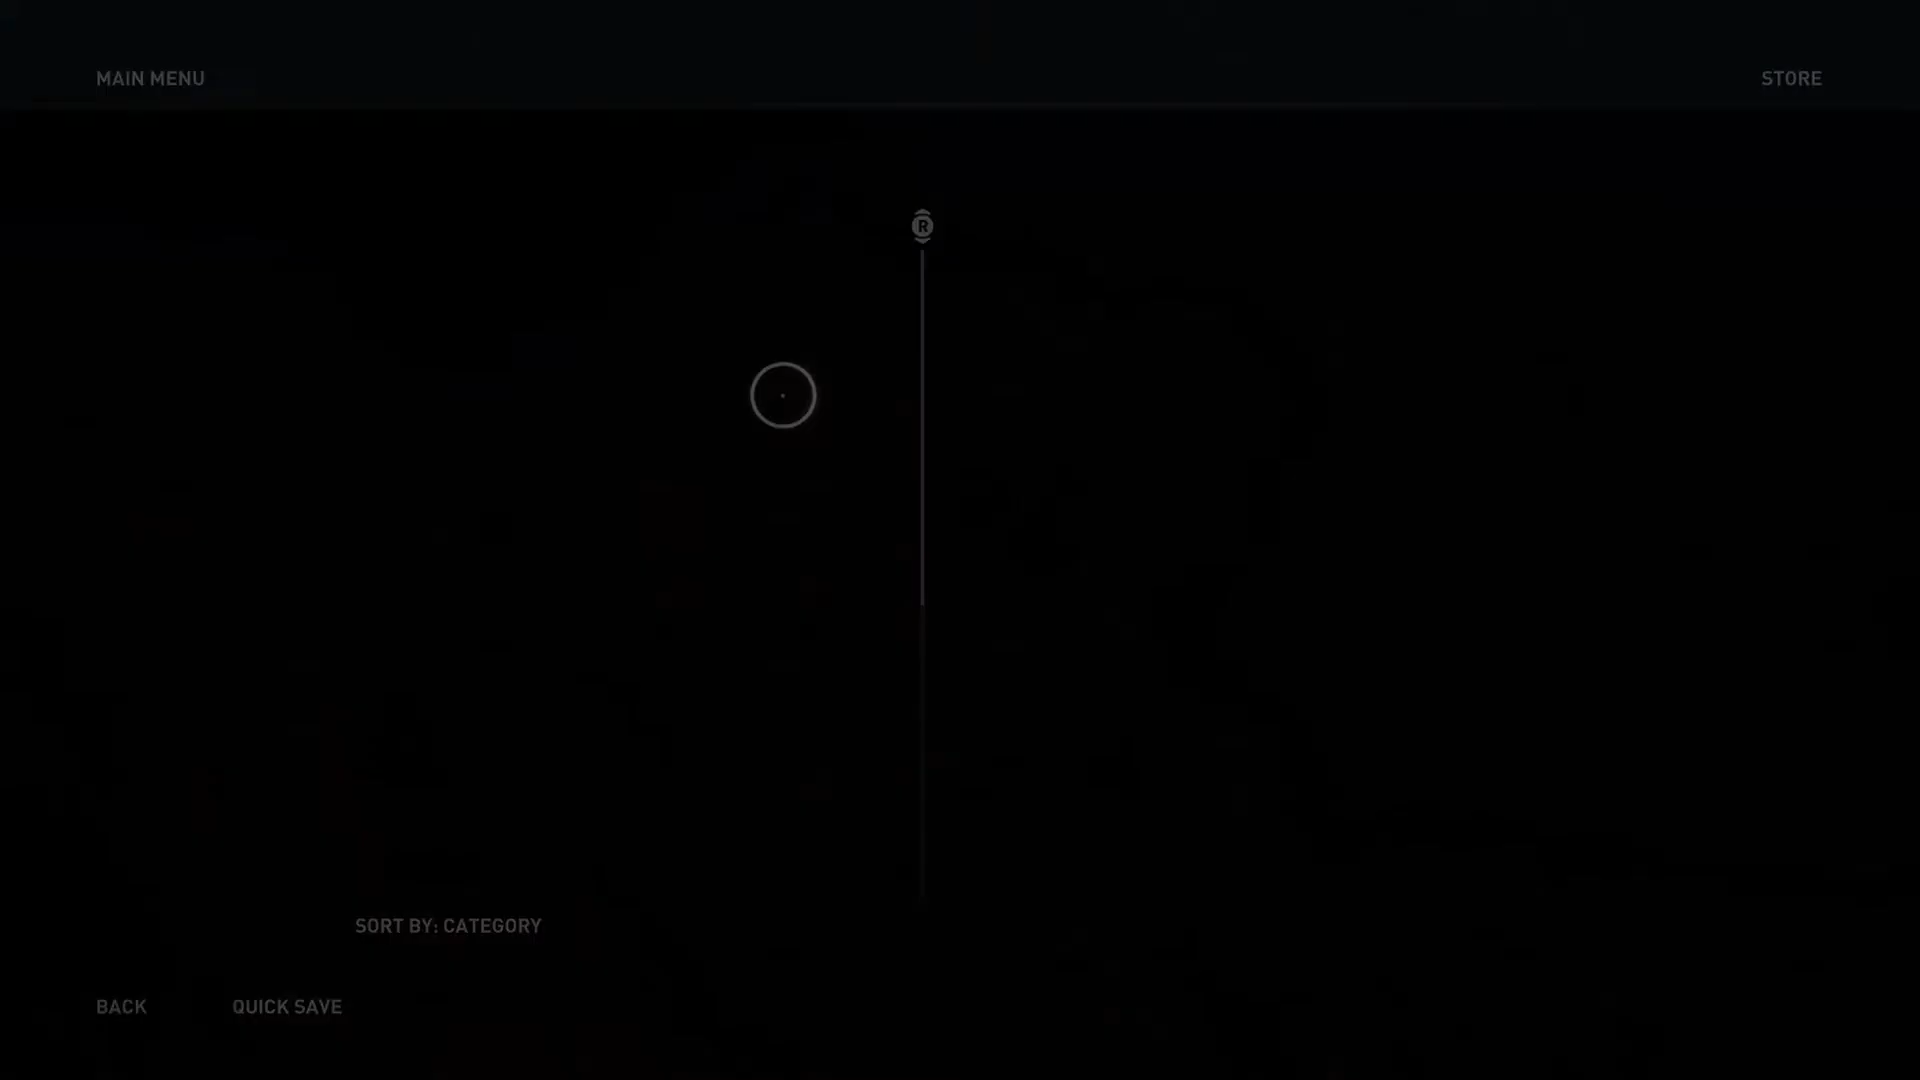 MAIN MENU
STORE
R
SORT BY: CATEGORY
BACK
QUICK SAVE